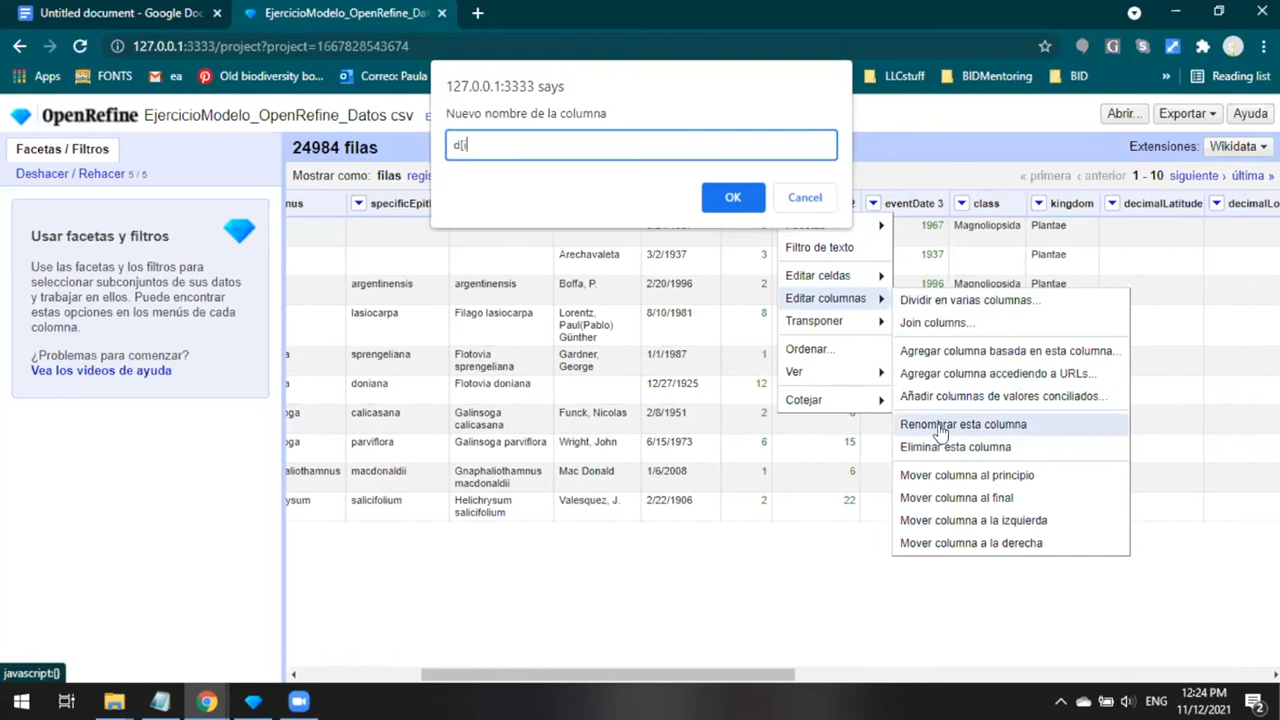 Untitled document - Google Doc
EjercicioModelo_OpenRefine_Dat
127.0.0.1:3333/project?project=1667828543674
Apps
FONTS
ea
Old biodiversity bo...
Correo: Paula
LLCstuff
BIDMentoring
BID
»
Reading list
127.0.0.1:3333 says
Nuevo nombre de la columna
d[i
OK
Cancel
OpenRefine EjercicioModelo_OpenRefine_Datos csv
Abrir...
Exportar
Ayuda
Facetas / Filtros
Deshacer / Rehacer 5 / 5
24984 filas
Extensiones: Wikidata
Mostrar como: filas regis
« primera ‹ anterior 1 - 10 siguiente › última »
Usar facetas y filtros
Use las facetas y los filtros para
seleccionar subconjuntos de sus datos
y trabajar en ellos. Puede encontrar
estas opciones en los menús de cada
columna.
¿Problemas para comenzar?
Vea los videos de ayuda
nus specificEpith 2 eventDate 3 class kingdom decimalLatitude decimalLo
1967 Magnoliopsida Plantae
Arechavaleta 3/2/1937 3 1937 Plantae
argentinensis Boffa, P. 2/20/1996 2 1996 Magnoliopsida Plantae
lasiocarpa Filago lasiocarpa Lorentz,
Paul(Pablo)
Günther 8/10/1981 8
a sprengeliana Flotovia
sprengeliana Gardner,
George 1/1/1987 1
a doniana Flotovia doniana 12/27/1925 12
oga calicasana Galinsoga
calicasana Funck, Nicolas 2/8/1951 2
oga parviflora Galinsoga parviflora Wright, John 6/15/1973 6 15
aliothamnus macdonaldii Gnaphaliothamnus
macdonaldii Mac Donald 1/6/2008 1 6
ysum salicifolium Helichrysum
salicifolium Valesquez, J. 2/22/1906 2 22
Filtro de texto
Editar celdas
Editar columnas
Transponer
Ordenar...
Ver
Cotejar
Dividir en varias columnas...
Join columns...
Agregar columna basada en esta columna...
Agregar columna accediendo a URLs...
Añadir columnas de valores conciliados...
Renombrar esta columna
Eliminar esta columna
Mover columna al principio
Mover columna al final
Mover columna a la izquierda
Mover columna a la derecha
javascript:{}
ENG
12:24 PM
11/12/2021
2